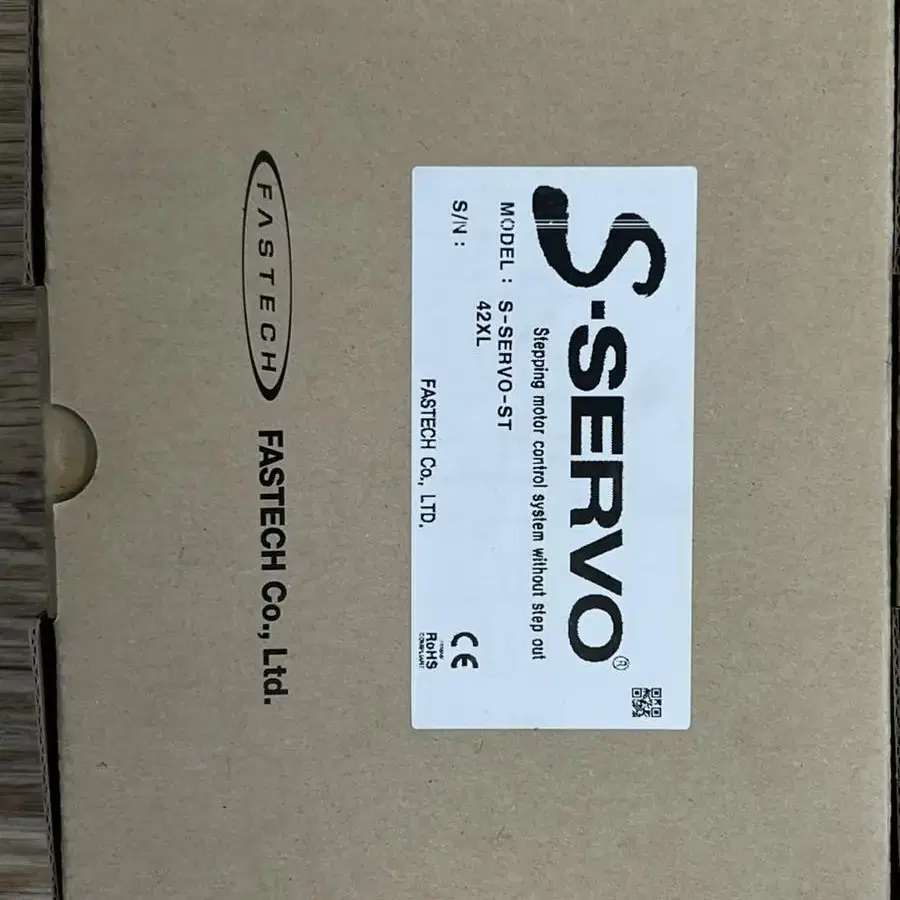 S-SERVO®
Stepping motor control system without step out
MODEL : S-SERVO-ST
42XL
S/N :
CE
RoHS
COMPLIANT
FASTECH Co., LTD.
FASTECH FASTECH Co., Ltd.